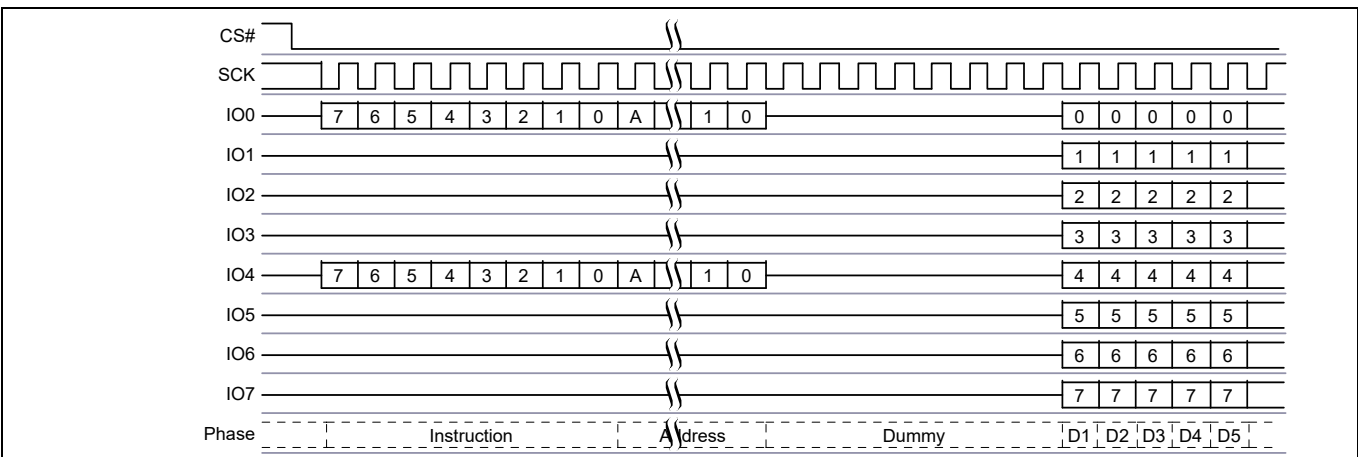 CS#
SCK
IO0 7 6 5 4 3 2 1 0 A 1 0 0 0 0 0 0
IO1 1 1 1 1 1
IO2 2 2 2 2 2
IO3 3 3 3 3 3
IO4 7 6 5 4 3 2 1 0 A 1 0 4 4 4 4 4
IO5 5 5 5 5 5
IO6 6 6 6 6 6
IO7 7 7 7 7 7
Phase Instruction Address Dummy D1 D2 D3 D4 D5